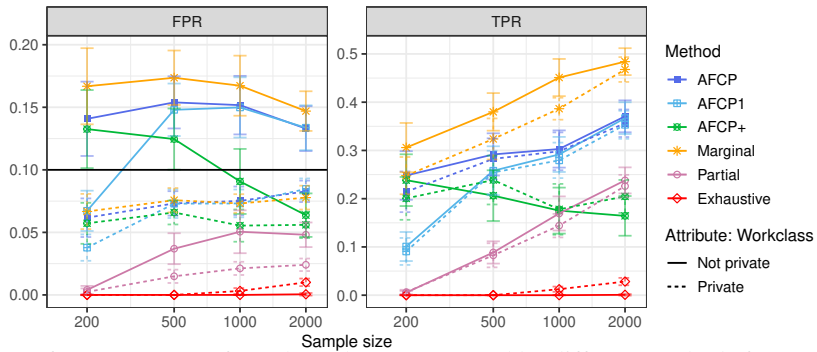 FPR
TPR
0.20
0.15
0.10
0.05
0.00
200
500
1000
2000
0.5
0.4
0.3
0.2
0.1
0.0
200
500
1000
2000
Sample size
Method
AFCP
AFCP1
AFCP+
Marginal
Partial
Exhaustive
Attribute: Workclass
Not private
Private